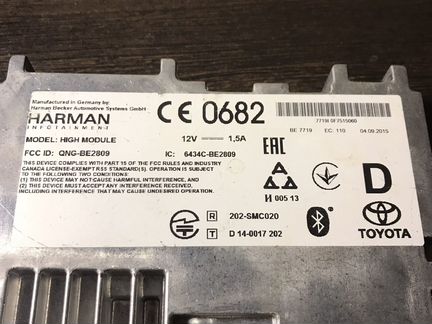 Manufactured in Germany by:
Harman Becker Automotive Systems GmbH
HARMAN
INFOTAINMENT
CE 0682
7719I 0F7515060
BE 7719 EC: 110 04.09.2015
MODEL: HIGH MODULE 12V 1,5A
FCC ID: QNG-BE2809 IC: 6434C-BE2809
EAC
THIS DEVICE COMPLIES WITH PART 15 OF THE FCC RULES AND INDUSTRY
CANADA LICENSE-EXEMPT RSS STANDARD(S). OPERATION IS SUBJECT
TO THE FOLLOWING TWO CONDITIONS:
(1) THIS DEVICE MAY NOT CAUSE HARMFUL INTERFERENCE, AND
(2) THIS DEVICE MUST ACCEPT ANY INTERFERENCE RECEIVED,
INCLUDING INTERFERENCE THAT MAY CAUSE UNDESIRED OPERATION.
И 005 13
D
R 202-SMC020
T D 14-0017 202
TOYOTA